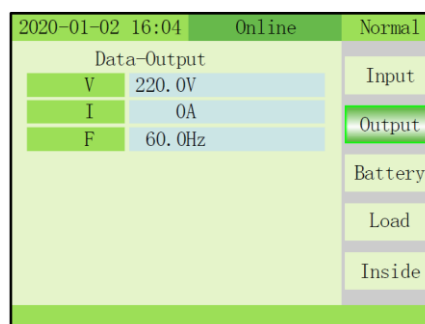 2020-01-02 16:04 Online Normal
Data-Output
V 220.0V
I 0A
F 60.0Hz
Input
Output
Battery
Load
Inside